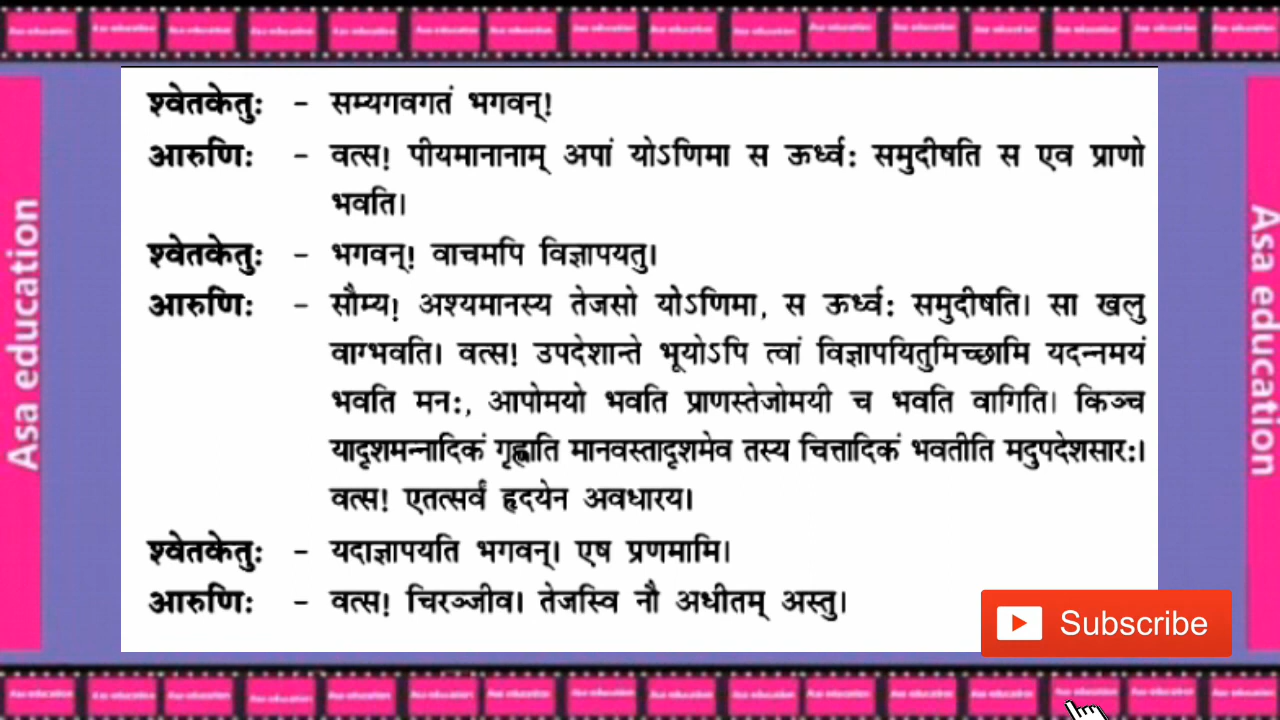 श्वेतकेतुः – सम्यगवगतं भगवन्!
आरुणिः – वत्स! पीयमानानाम् अपां योऽणिमा स ऊर्ध्वः समुदीषति स एव प्राणो
भवति।
श्वेतकेतुः – भगवन्! वाचमपि विज्ञापयतु।
आरुणिः – सौम्य! अश्यमानस्य तेजसो योऽणिमा, स ऊर्ध्वः समुदीषति। सा खलु
वाग्भवति। वत्स! उपदेशान्ते भूयोऽपि त्वां विज्ञापयितुमिच्छामि यदन्नमयं
भवति मनः, आपोमयो भवति प्राणस्तेजोमयी च भवति वागिति। किञ्च
यादृशमन्नादिकं गृह्णाति मानवस्तादृशमेव तस्य चित्तादिकं भवतीति मदुपदेशसारः।
वत्स! एतत्सर्वं हृदयेन अवधारय।
श्वेतकेतुः – यदाज्ञापयति भगवन्। एष प्रणमामि।
आरुणिः – वत्स! चिरञ्जीव। तेजस्वि नौ अधीतम् अस्तु।
Subscribe
Asa education
Asa education